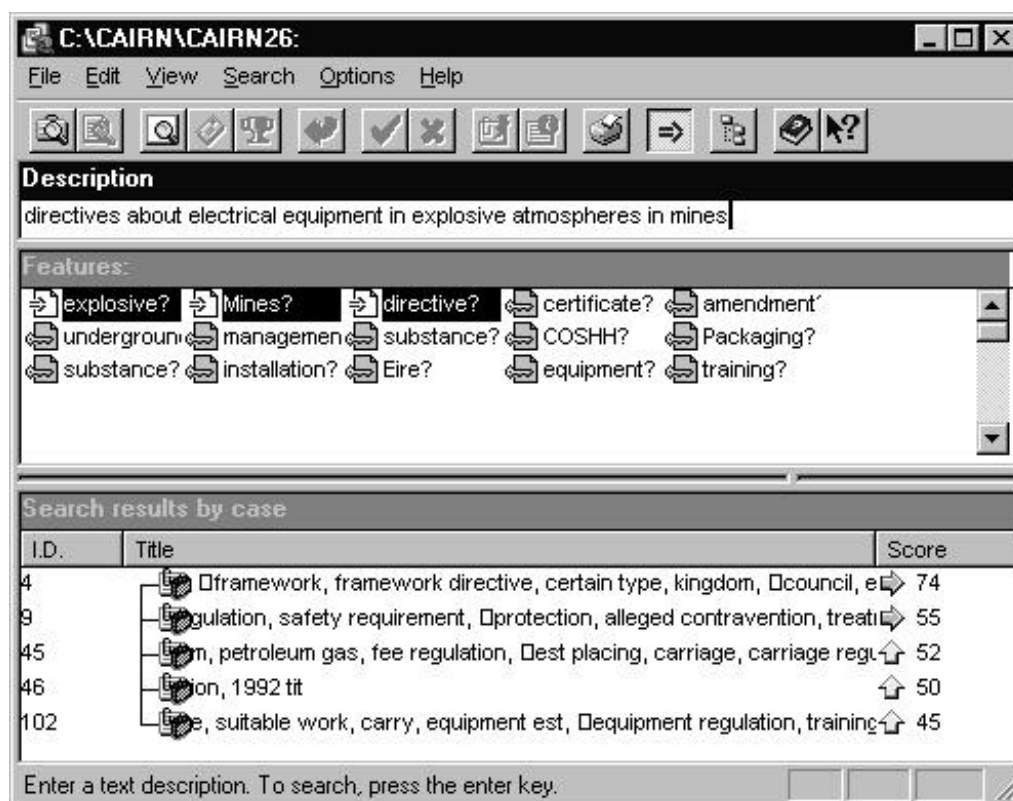 C:\CAIRN\CAIRN26:
File Edit View Search Options Help
Description
directives about electrical equipment in explosive atmospheres in mines
Features:
explosive? Mines? directive? certificate? amendment
undergroun managemen substance? COSHH? Packaging?
substance? installation? Eire? equipment? training?
Search results by case
I.D. Title Score
4 framework, framework directive, certain type, kingdom, council, e 74
9 gulation, safety requirement, protection, alleged contravention, treat 55
45 m, petroleum gas, fee regulation, est placing, carriage, carriage regu 52
46 ion, 1992 tit 50
102 e, suitable work, carry, equipment est, equipment regulation, training 45
Enter a text description. To search, press the enter key.